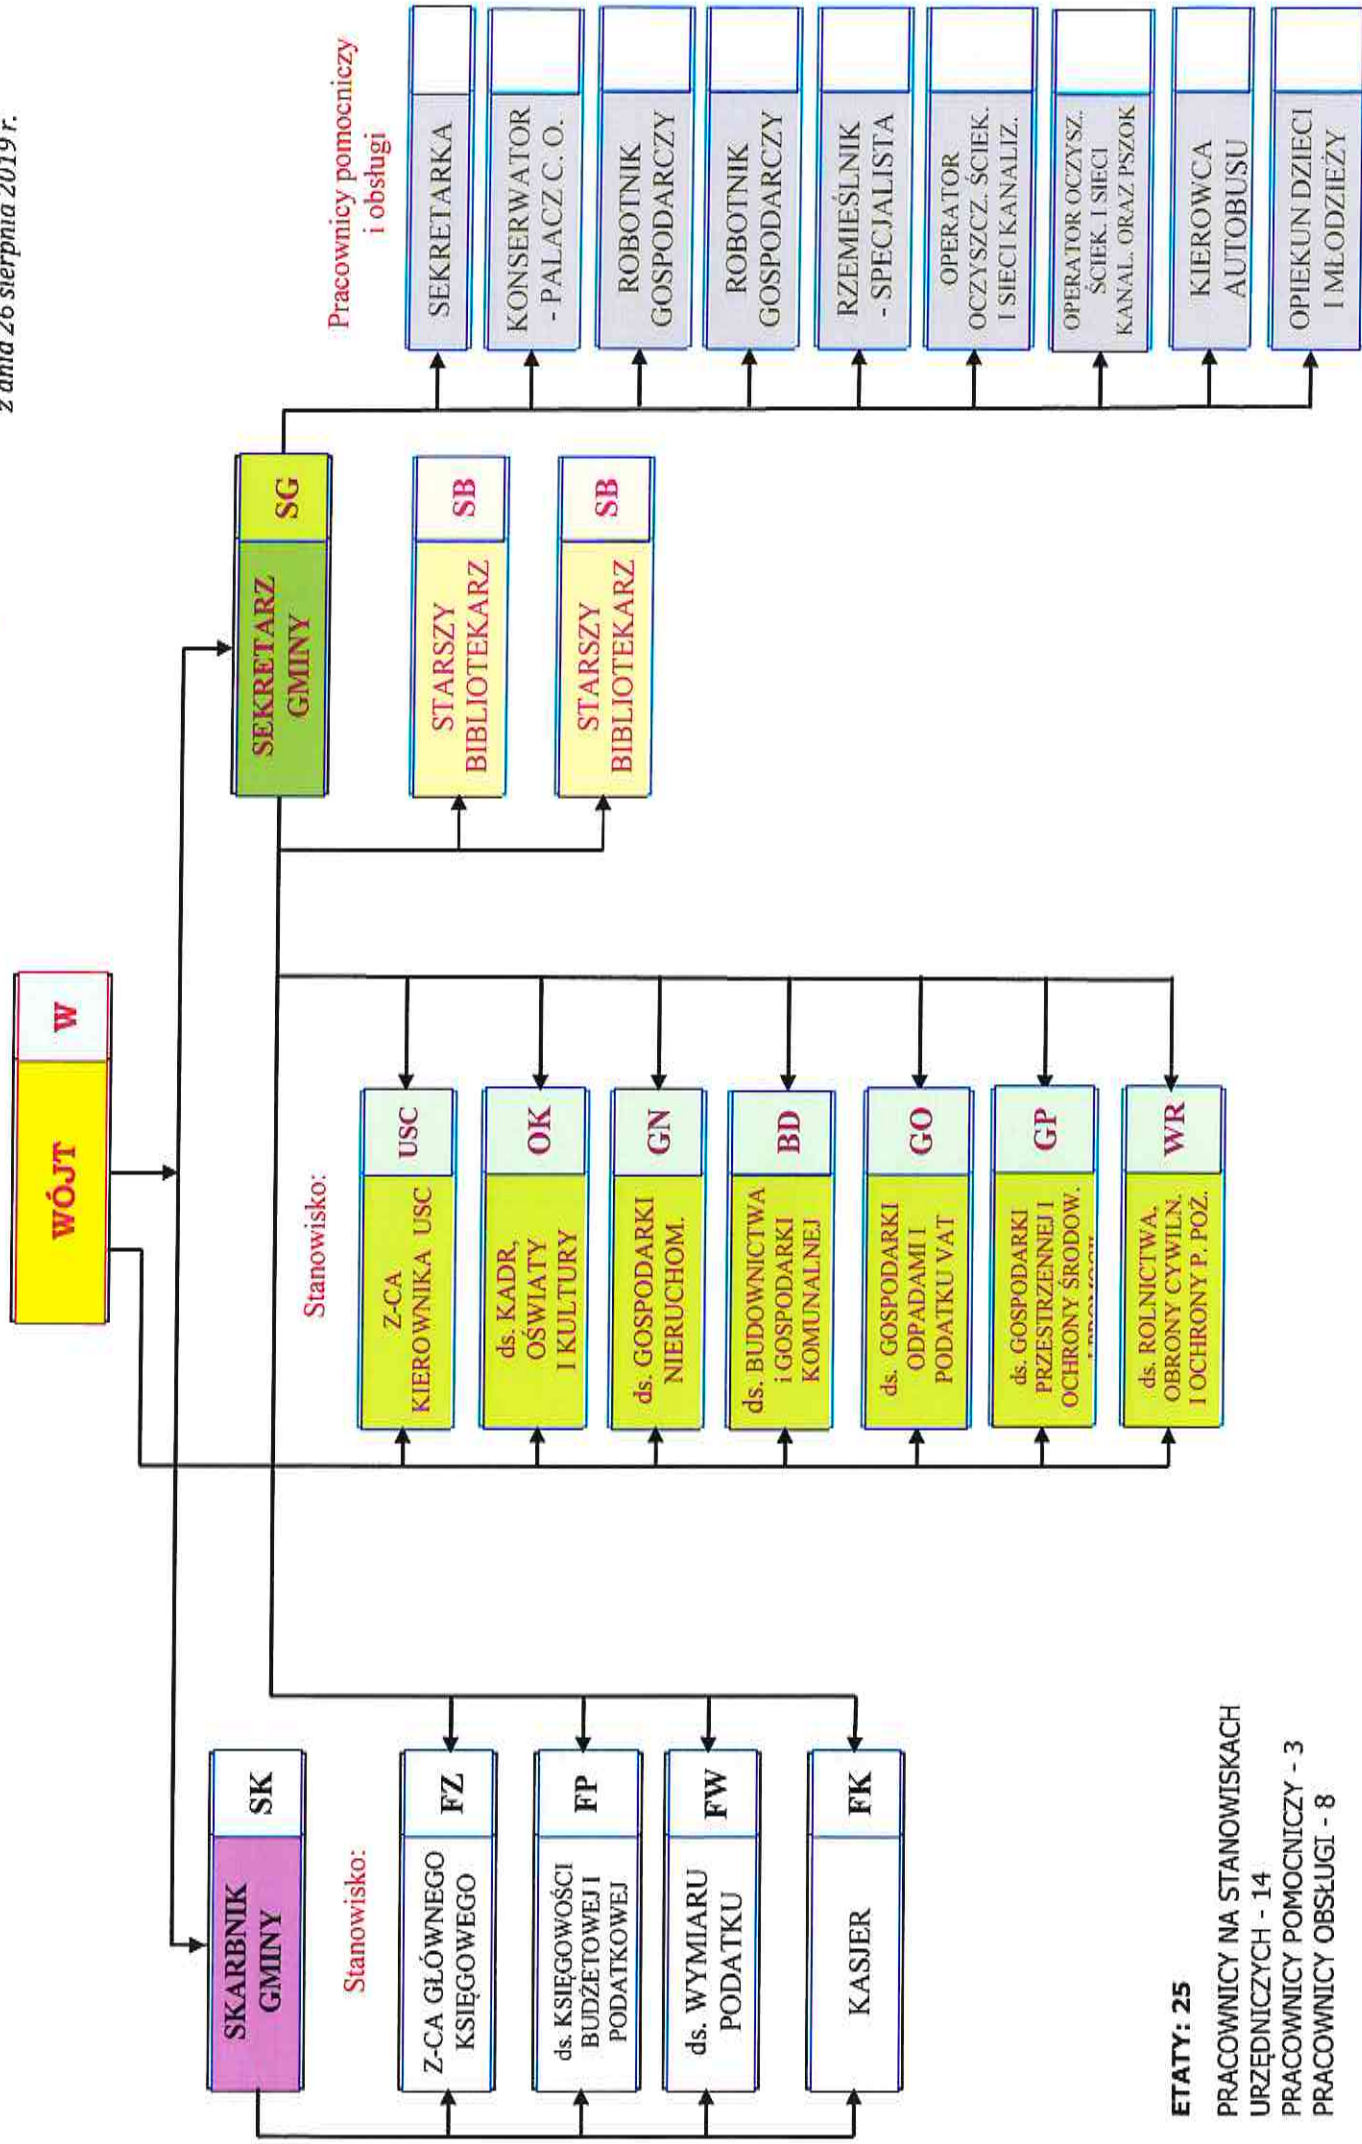 z dnia 26 sierpnia 2019 r.
WÓJT
W
SKARBNIK
GMINY
SK
SEKRETARZ
GMINY
SG
Stanowisko:
Z-CA GŁÓWNEGO
KSIĘGOWEGO
FZ
ds. KSIĘGOWOŚCI
BUDŻETOWEJ I
PODATKOWEJ
FP
ds. WYMIARU
PODATKU
FW
KASJER
FK
Stanowisko:
Z-CA
KIEROWNIKA USC
USC
ds. KADR,
OŚWIATY
I KULTURY
OK
ds. GOSPODARKI
NIERUCHOM.
GN
ds. BUDOWNICTWA
i GOSPODARKI
KOMUNALNEJ
BD
ds. GOSPODARKI
ODPADAMI I
PODATKU VAT
GO
ds. GOSPODARKI
PRZESTRZENNEJ I
OCHRONY ŚRODOW.
GP
ds. ROLNICTWA,
OBRONY CYWILN.
I OCHRONY P. POŻ.
WR
STARSZY
BIBLIOTEKARZ
SB
STARSZY
BIBLIOTEKARZ
SB
Pracownicy pomocniczy
i obsługi
SEKRETARKA
KONSERWATOR
- PALACZ C. O.
ROBOTNIK
GOSPODARCZY
ROBOTNIK
GOSPODARCZY
RZEMIEŚLNIK
- SPECJALISTA
OPERATOR
OCZYSZCZ. ŚCIEK.
I SIECI KANALIZ.
OPERATOR OCZYSZ.
ŚCIEK. I SIECI
KANAL. ORAZ PSZOK
KIEROWCA
AUTOBUSU
OPIEKUN DZIECI
I MŁODZIEŻY
ETATY: 25
PRACOWNICY NA STANOWISKACH
URZĘDNICZYCH - 14
PRACOWNICY POMOCNICZY - 3
PRACOWNICY OBSŁUGI - 8